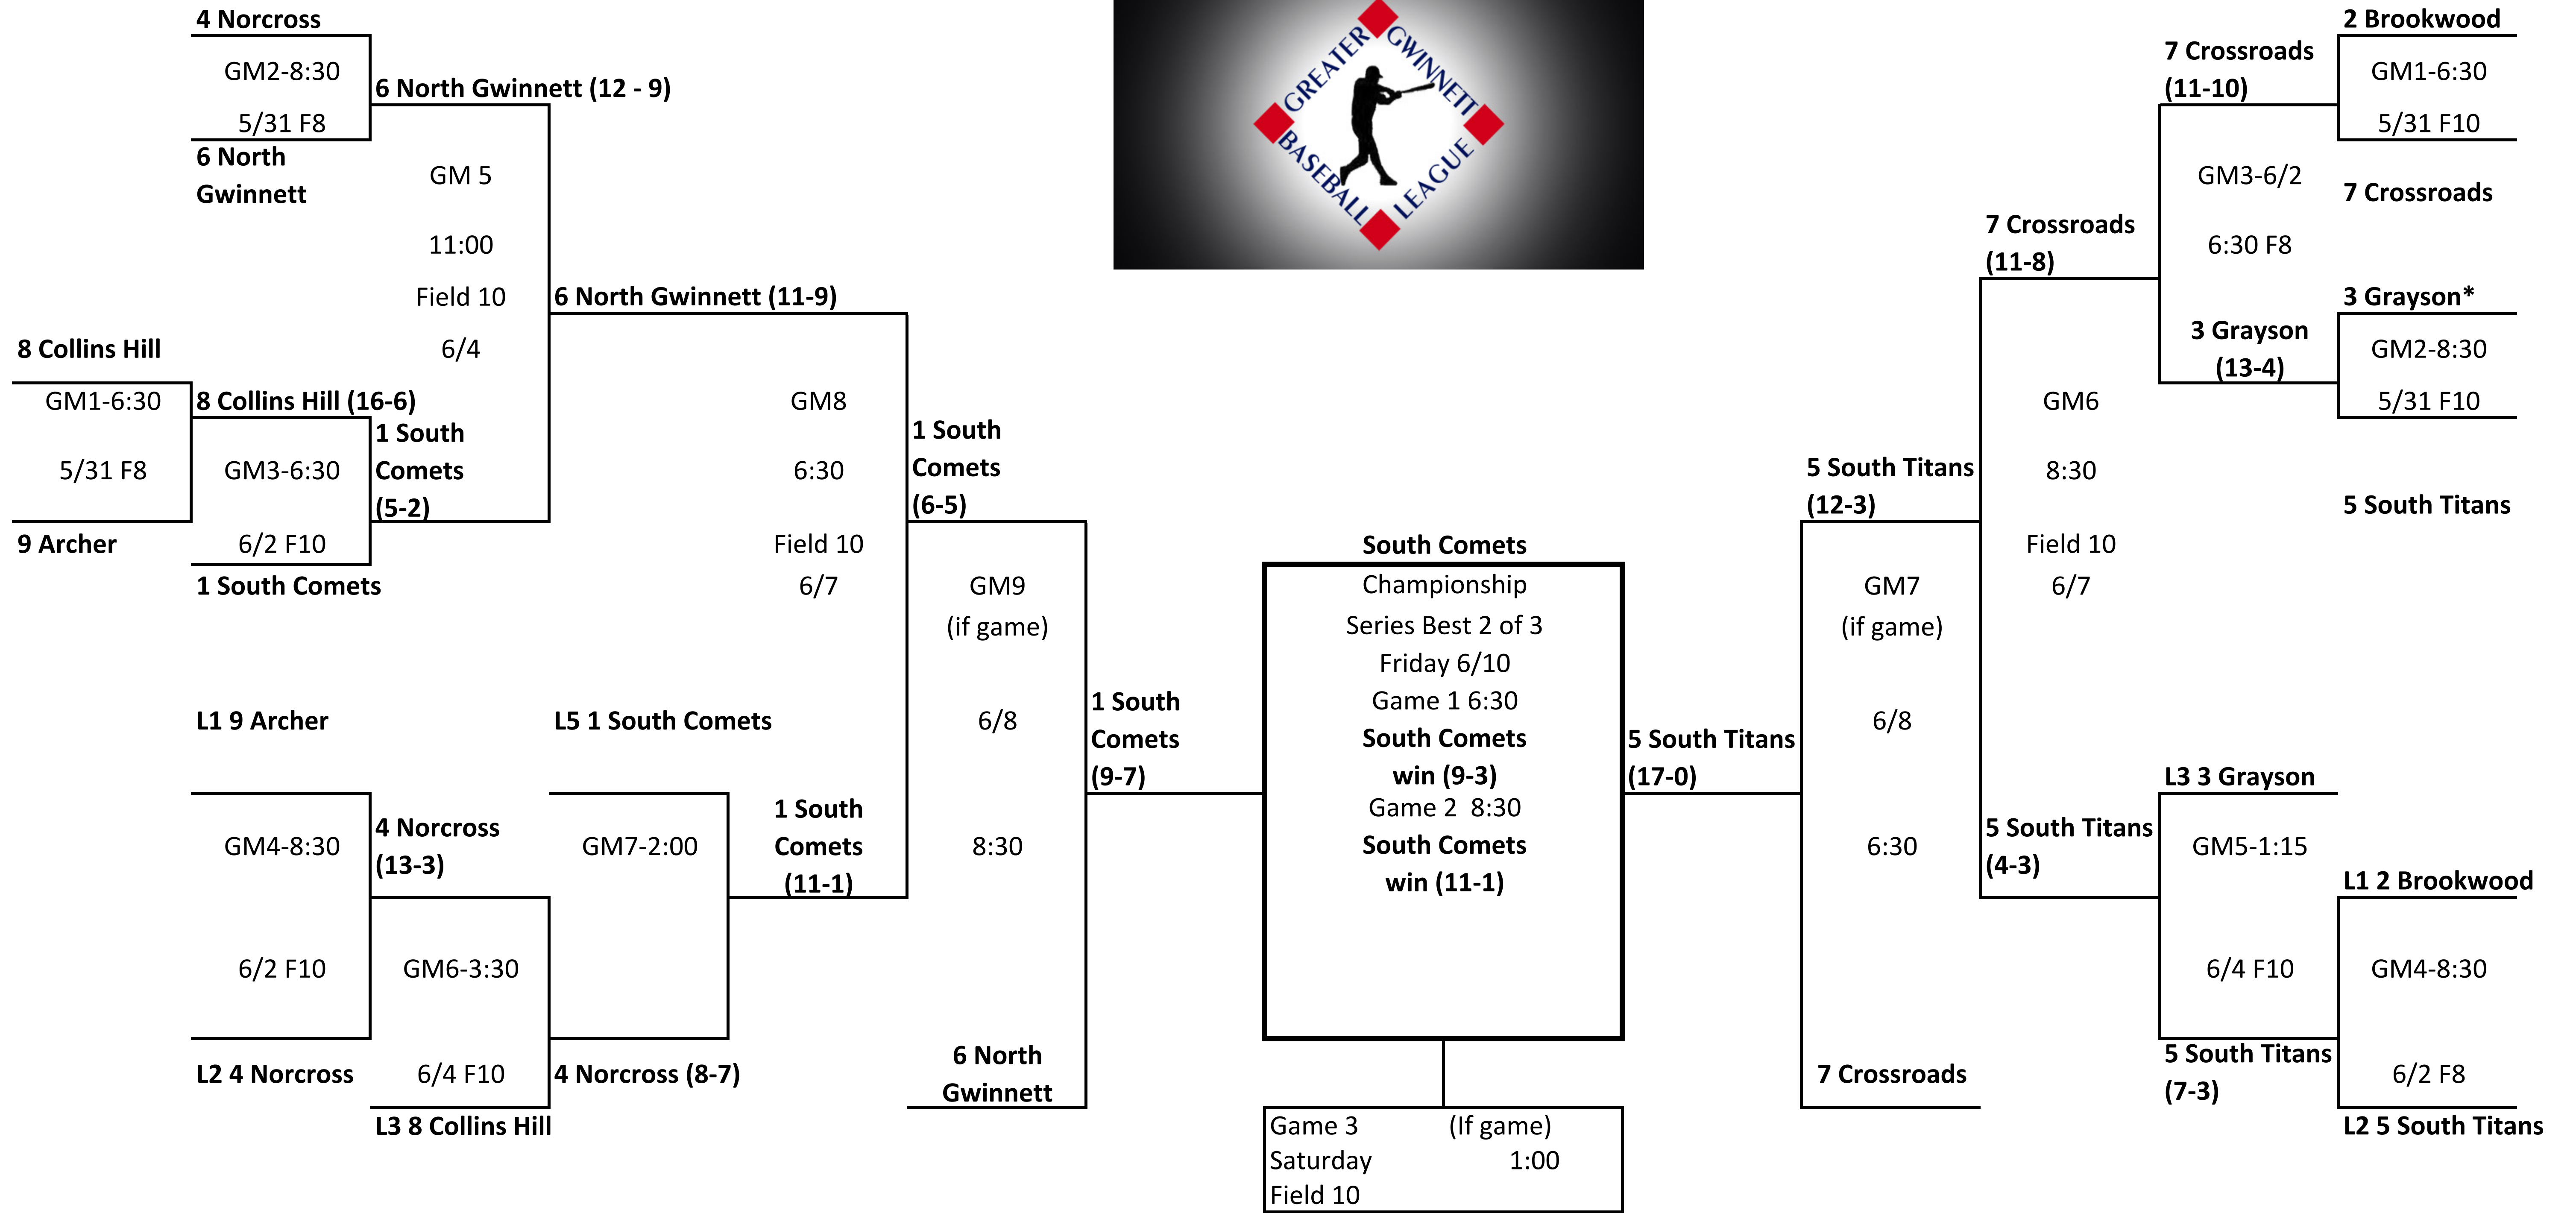 4 Norcross
GM2-8:30
5/31 F8
6 North
Gwinnett
6 North Gwinnett (12 - 9)
GM 5
11:00
Field 10
6/4
8 Collins Hill
GM1-6:30
5/31 F8
9 Archer
8 Collins Hill (16-6)
GM3-6:30
6/2 F10
1 South Comets
1 South
Comets
(5-2)
6 North Gwinnett (11-9)
GM8
6:30
Field 10
6/7
L1 9 Archer
GM4-8:30
6/2 F10
L2 4 Norcross
4 Norcross
(13-3)
GM6-3:30
6/4 F10
L3 8 Collins Hill
L5 1 South Comets
GM7-2:00
4 Norcross (8-7)
1 South
Comets
(11-1)
1 South
Comets
(6-5)
GM9
(if game)
6/8
8:30
6 North
Gwinnett
1 South
Comets
(9-7)
GREATER
GWINNETT
BASEBALL
LEAGUE
South Comets
Championship
Series Best 2 of 3
Friday 6/10
Game 1 6:30
South Comets
win (9-3)
Game 2 8:30
South Comets
win (11-1)
Game 3 (If game)
Saturday 1:00
Field 10
5 South Titans
(17-0)
5 South Titans
(12-3)
GM7
(if game)
6/8
6:30
7 Crossroads
7 Crossroads
(11-8)
GM6
8:30
Field 10
6/7
5 South Titans
(4-3)
7 Crossroads
(11-10)
GM3-6/2
6:30 F8
3 Grayson
(13-4)
2 Brookwood
GM1-6:30
5/31 F10
7 Crossroads
3 Grayson*
GM2-8:30
5/31 F10
5 South Titans
L3 3 Grayson
GM5-1:15
6/4 F10
5 South Titans
(7-3)
L1 2 Brookwood
GM4-8:30
6/2 F8
L2 5 South Titans